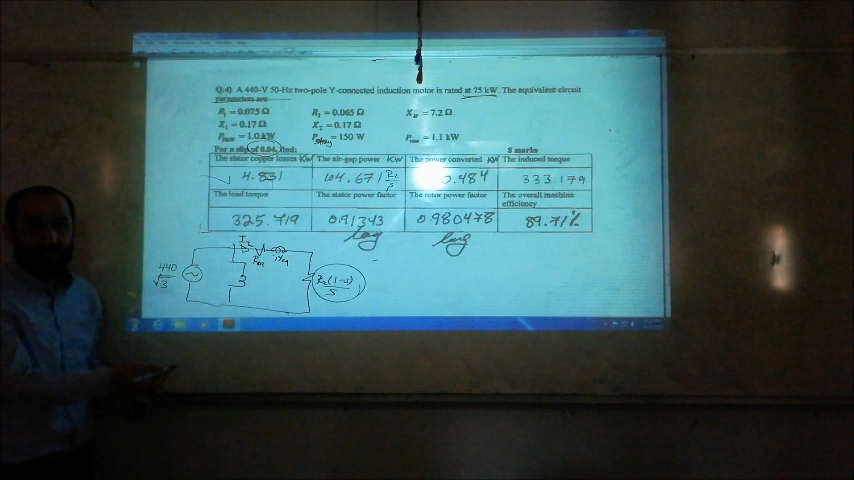 Q.4) A 440-V 50-Hz two-pole Y-connected induction motor is rated at 75 kW. The equivalent circuit
parameters are
R₁ = 0.075 Ω R₂ = 0.065 Ω X = 7.2 Ω
X₁ = 0.17 Ω X₂ = 0.17 Ω
= 1.0 kW stray = 150 W = 1.1 kW
For a slip of 0.04, find: 8 marks
The stator copper losses KW The air-gap power KW The power converted KW The induced torque
4.831 104.671 R₂ 0.484 333.179
The load torque The stator power factor The rotor power factor The overall machine
efficiency
325.719 0.91343 0.980478 89.71%
lag
I₂
440
√3
R₂(1-s)
S